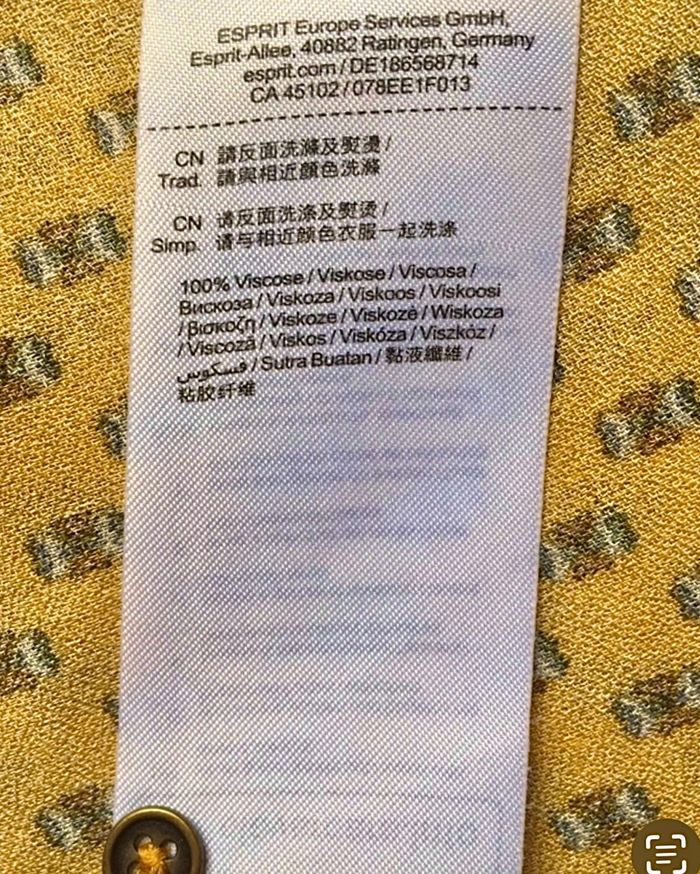 ESPRIT Europe Services GmbH,
Esprit-Allee, 40882 Ratingen, Germany
esprit.com / DE186568714
CA 45102 / 078EE1F013
CN 請反面洗滌及熨燙 /
Trad. 請與相近顏色洗滌
CN 请反面洗涤及熨烫 /
Simp. 请与相近颜色衣服一起洗涤
100% Viscose / Viskose / Viscosa /
Вискоза / Viskoza / Viskoos / Viskoosi
/ βισκοζη / Viskoze / Viskozė / Wiskoza
/ Viscoză / Viskos / Viskóza / Viszkóz /
فسكوس / Sutra Buatan / 黏液纖維 /
粘胶纤维